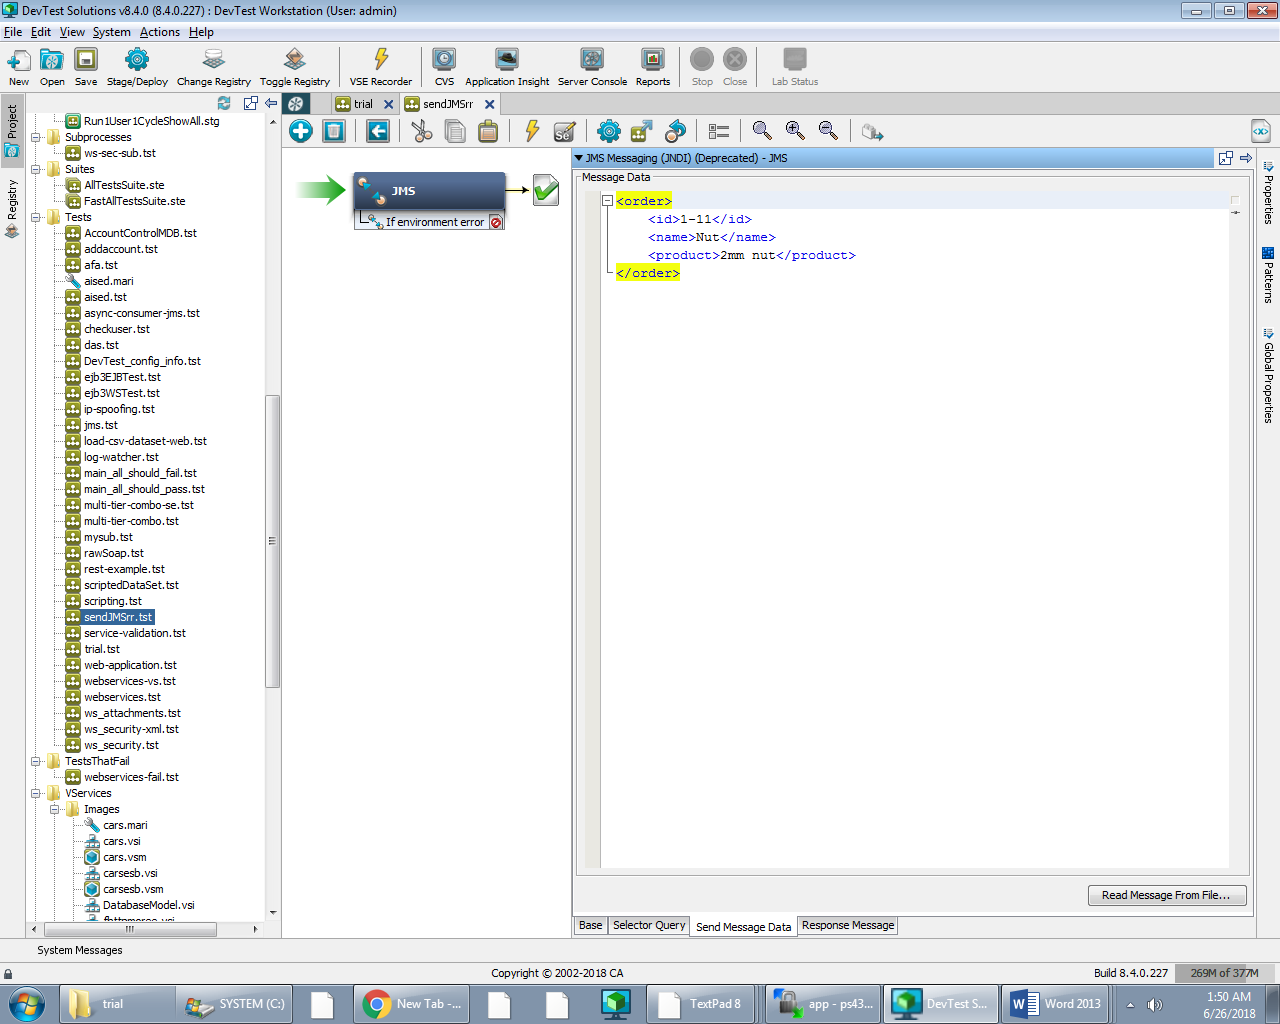 DevTest Solutions v8.4.0 (8.4.0.227) : DevTest Workstation (User: admin)
File Edit View System Actions Help
New Open Save Stage/Deploy Change Registry Toggle Registry VSE Recorder CVS Application Insight Server Console Reports Stop Close Lab Status
Project
Registry
trial sendJMSrr
Run1User1CycleShowAll.stg
Subprocesses
ws-sec-sub.tst
Suites
AllTestsSuite.ste
FastAllTestsSuite.ste
Tests
AccountControlMDB.tst
addaccount.tst
afa.tst
aised.mari
aised.tst
async-consumer-jms.tst
checkuser.tst
das.tst
DevTest_config_info.tst
ejb3EJBTest.tst
ejb3WSTest.tst
ip-spoofing.tst
jms.tst
load-csv-dataset-web.tst
log-watcher.tst
main_all_should_fail.tst
main_all_should_pass.tst
multi-tier-combo-se.tst
multi-tier-combo.tst
mysub.tst
rawSoap.tst
rest-example.tst
scriptedDataSet.tst
scripting.tst
sendJMSrr.tst
service-validation.tst
trial.tst
web-application.tst
webservices-vs.tst
webservices.tst
ws_attachments.tst
ws_security-xml.tst
ws_security.tst
TestsThatFail
webservices-fail.tst
VServices
Images
cars.mari
cars.vsi
cars.vsm
carsesb.vsi
carsesb.vsm
DatabaseModel.vsi
JMS
If environment error
JMS Messaging (JNDI) (Deprecated) - JMS
Message Data
<order>
<id>1-11</id>
<name>Nut</name>
<product>2mm nut</product>
</order>
Read Message From File...
Base Selector Query Send Message Data Response Message
Properties
Patterns
Global Properties
System Messages
Copyright © 2002-2018 CA
Build 8.4.0.227 269M of 377M
trial SYSTEM (C:) New Tab -... TextPad 8 app - ps43... DevTest S... Word 2013
1:50 AM
6/26/2018